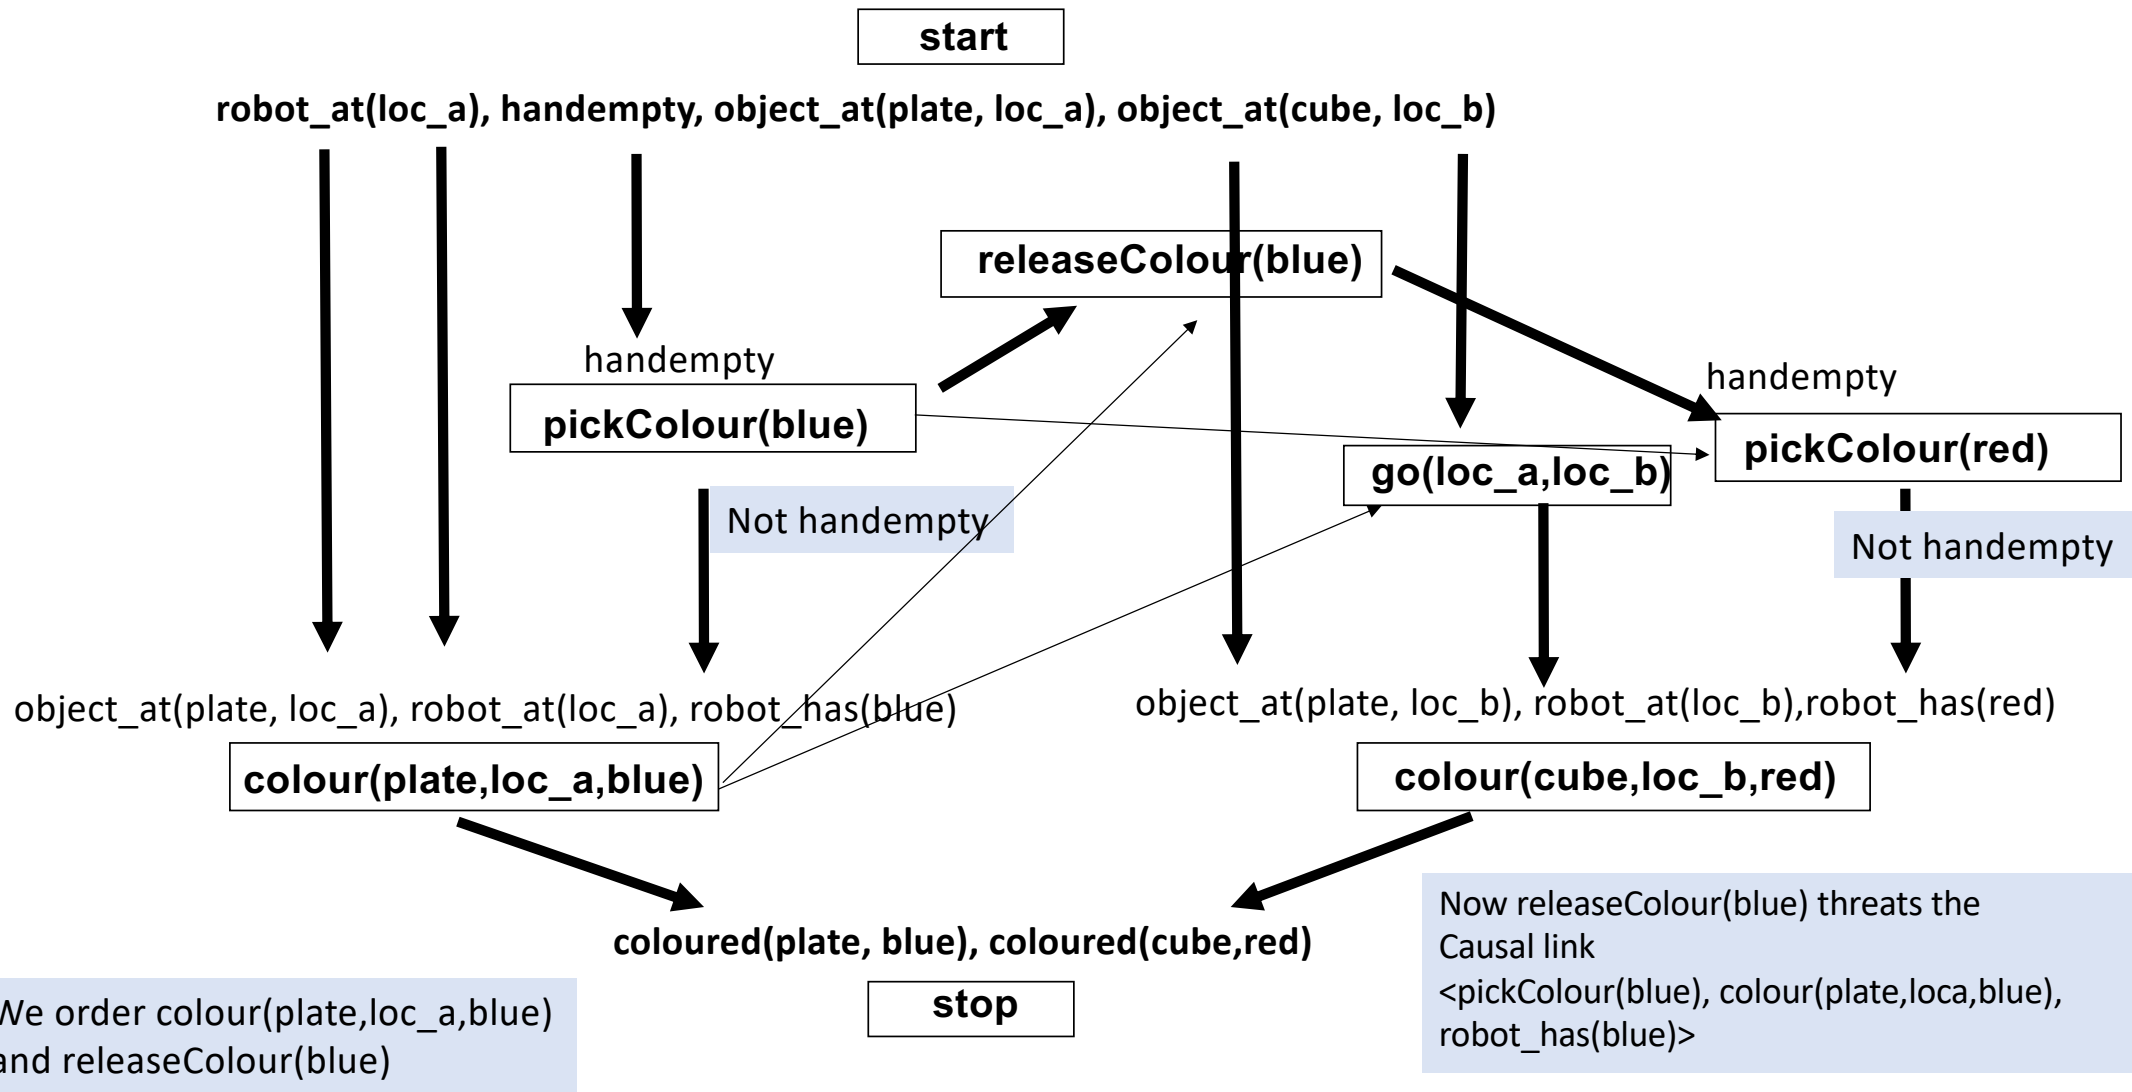 start
robot_at(loc_a), handempty, object_at(plate, loc_a), object_at(cube, loc_b)
releaseColour(blue)
handempty
pickColour(blue)
handempty
pickColour(red)
go(loc_a,loc_b)
Not handempty
Not handempty
object_at(plate, loc_a), robot_at(loc_a), robot_has(blue)
object_at(plate, loc_b), robot_at(loc_b),robot_has(red)
colour(plate,loc_a,blue)
colour(cube,loc_b,red)
coloured(plate, blue), coloured(cube,red)
stop
Now releaseColour(blue) threats the
Causal link
<pickColour(blue), colour(plate,loca,blue),
robot_has(blue)>
We order colour(plate,loc_a,blue)
and releaseColour(blue)